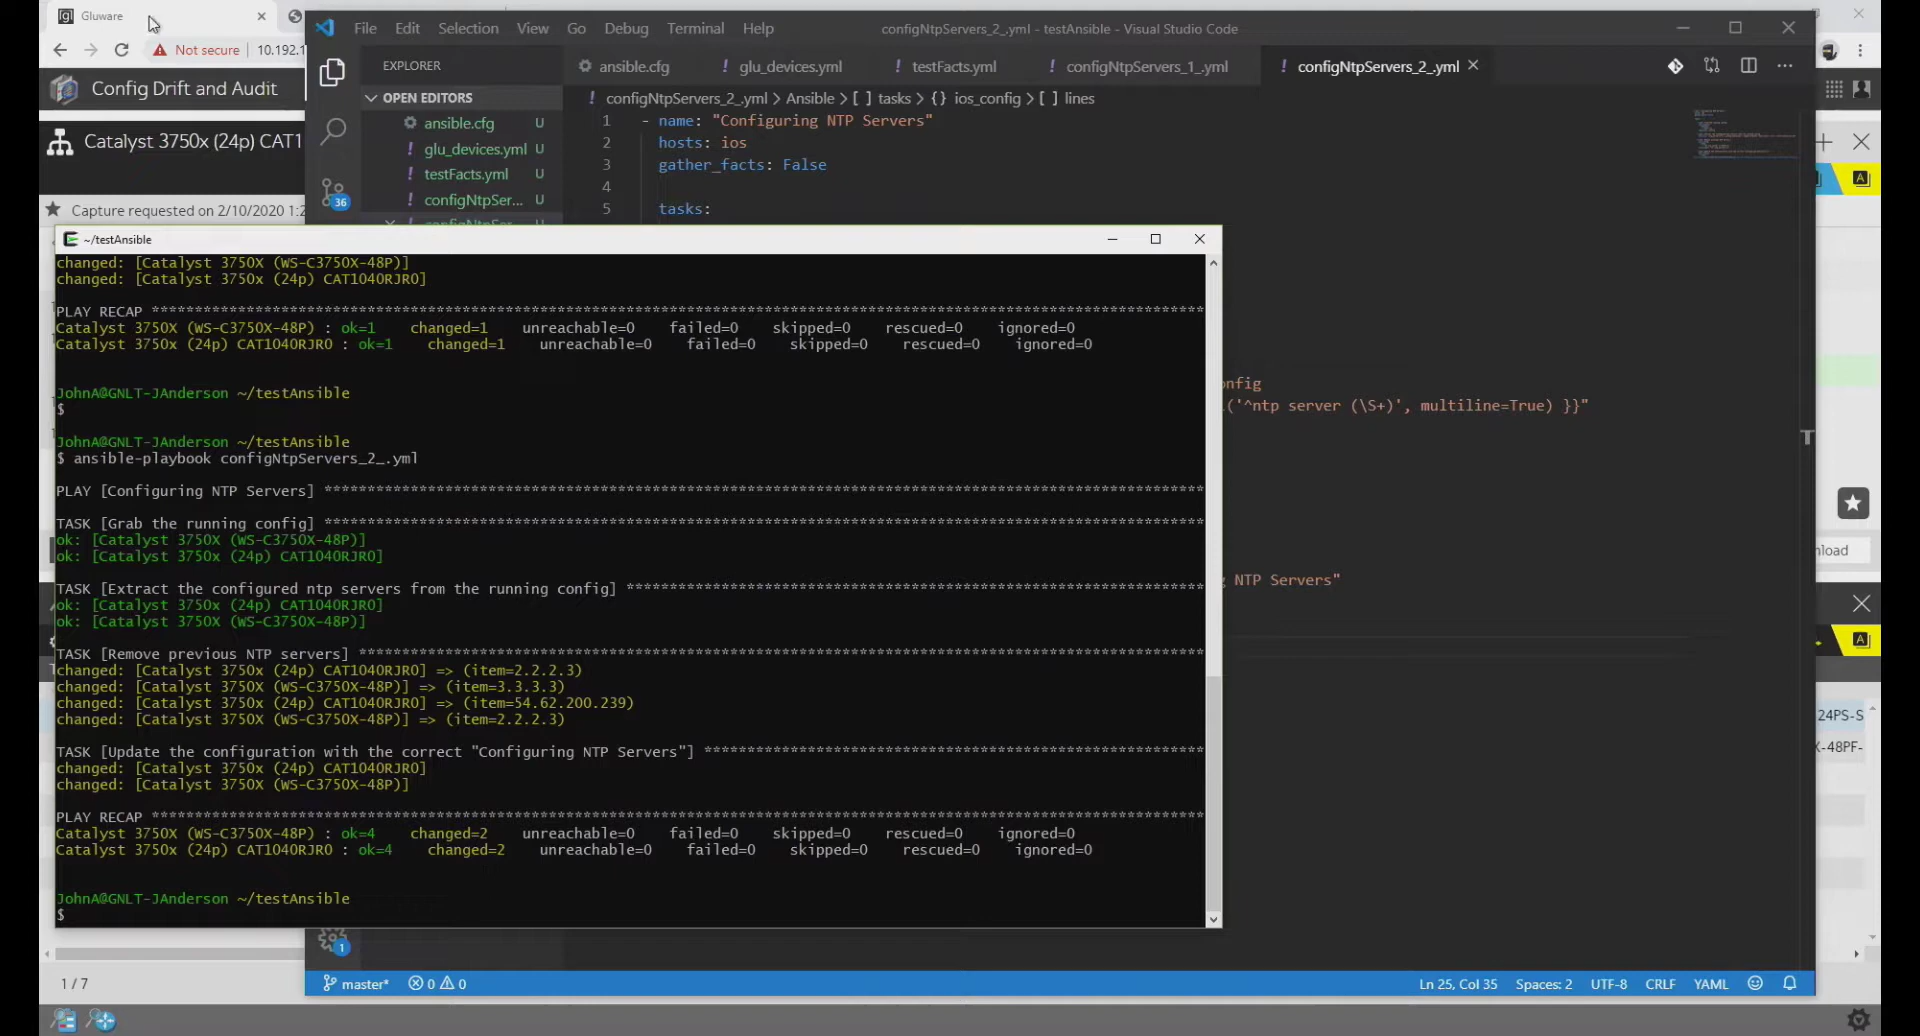 Gluware
Not secure
10.192.1
Config Drift and Audit
Catalyst 3750x (24p) CAT1
Capture requested on 2/10/2020 1:2
File Edit Selection View Go Debug Terminal Help
configNtpServers_2_.yml - testAnsible - Visual Studio Code
EXPLORER
OPEN EDITORS
ansible.cfg U
! glu_devices.yml U
! testFacts.yml U
! configNtpSer... U
36
ansible.cfg
! glu_devices.yml
! testFacts.yml
! configNtpServers_1_.yml
! configNtpServers_2_.yml
! configNtpServers_2_.yml > Ansible > [ ] tasks > {} ios_config > [ ] lines
1 - name: "Configuring NTP Servers"
2 hosts: ios
3 gather_facts: False
4
5 tasks:
onfig
('^ntp server (\S+)', multiline=True) }}"
NTP Servers"
~/testAnsible
changed: [Catalyst 3750X (WS-C3750X-48P)]
changed: [Catalyst 3750x (24p) CAT1040RJR0]
PLAY RECAP ****
Catalyst 3750X (WS-C3750X-48P) : ok=1 changed=1 unreachable=0 failed=0 skipped=0 rescued=0 ignored=0
Catalyst 3750x (24p) CAT1040RJR0 : ok=1 changed=1 unreachable=0 failed=0 skipped=0 rescued=0 ignored=0
JohnA@GNLT-JAnderson ~/testAnsible
$
JohnA@GNLT-JAnderson ~/testAnsible
$ ansible-playbook configNtpServers_2_.yml
PLAY [Configuring NTP Servers] ****
TASK [Grab the running config] ****
ok: [Catalyst 3750X (WS-C3750X-48P)]
ok: [Catalyst 3750x (24p) CAT1040RJR0]
TASK [Extract the configured ntp servers from the running config] ****
ok: [Catalyst 3750x (24p) CAT1040RJR0]
ok: [Catalyst 3750X (WS-C3750X-48P)]
TASK [Remove previous NTP servers] ****
changed: [Catalyst 3750x (24p) CAT1040RJR0] => (item=2.2.2.3)
changed: [Catalyst 3750X (WS-C3750X-48P)] => (item=3.3.3.3)
changed: [Catalyst 3750x (24p) CAT1040RJR0] => (item=54.62.200.239)
changed: [Catalyst 3750X (WS-C3750X-48P)] => (item=2.2.2.3)
TASK [Update the configuration with the correct "Configuring NTP Servers"] ****
changed: [Catalyst 3750x (24p) CAT1040RJR0]
changed: [Catalyst 3750X (WS-C3750X-48P)]
PLAY RECAP ****
Catalyst 3750X (WS-C3750X-48P) : ok=4 changed=2 unreachable=0 failed=0 skipped=0 rescued=0 ignored=0
Catalyst 3750x (24p) CAT1040RJR0 : ok=4 changed=2 unreachable=0 failed=0 skipped=0 rescued=0 ignored=0
JohnA@GNLT-JAnderson ~/testAnsible
$
nload
24PS-S
X-48PF-
1
1 / 7
master* 0 0
Ln 25, Col 35 Spaces: 2 UTF-8 CRLF YAML